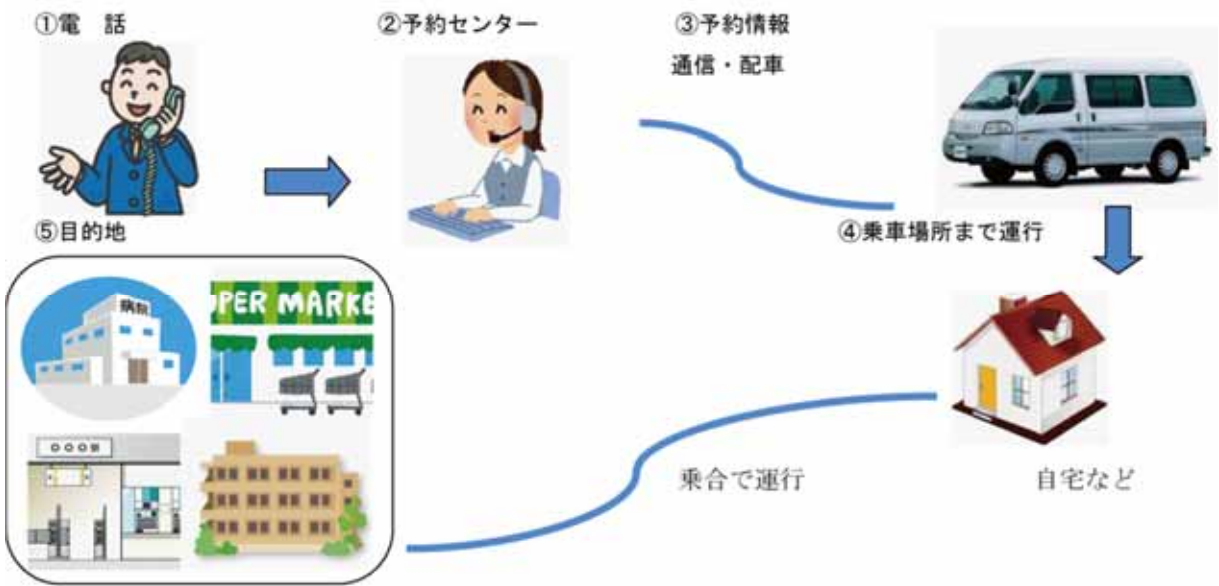 ①電　話
②予約センター
③予約情報
通信・配車
④乗車場所まで運行
⑤目的地
病院
UPER MARKE
○○○駅
乗合で運行
自宅など